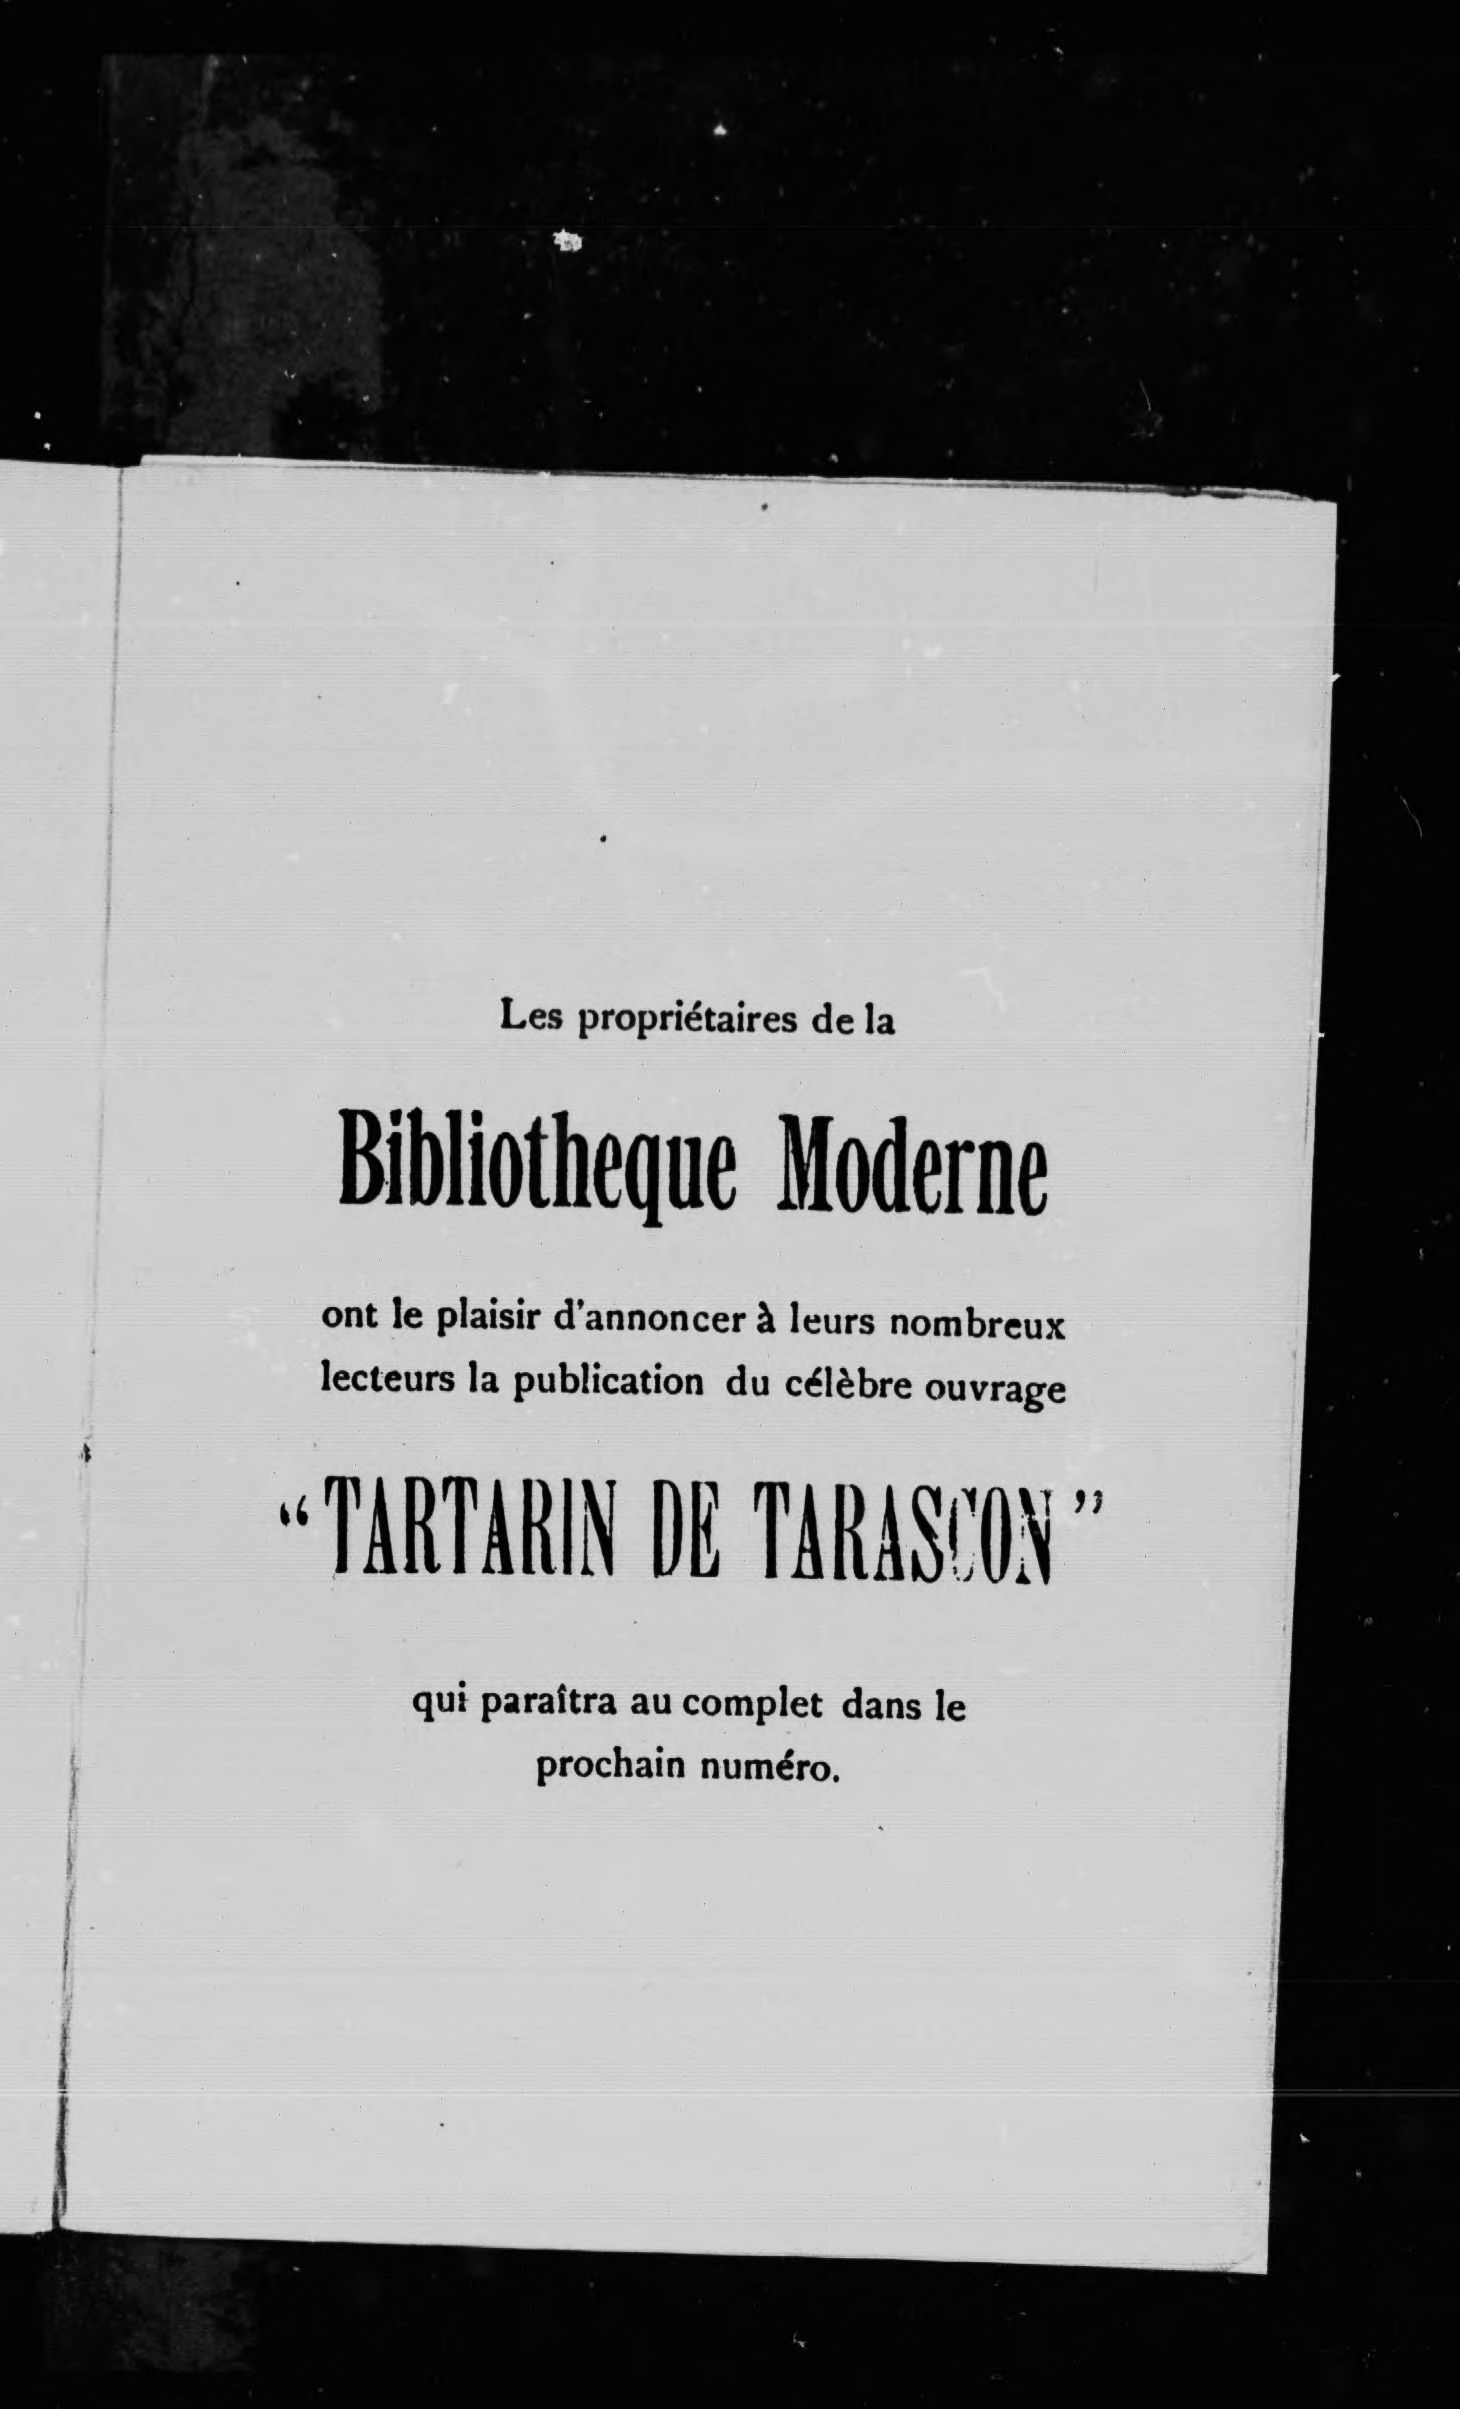 Les propriétaires de la
Bibliotheque Moderne
ont le plaisir d'annoncer à leurs nombreux
lecteurs la publication du célèbre ouvrage
“TARTARIN DE TARASCON”
qui paraîtra au complet dans le
prochain numéro.